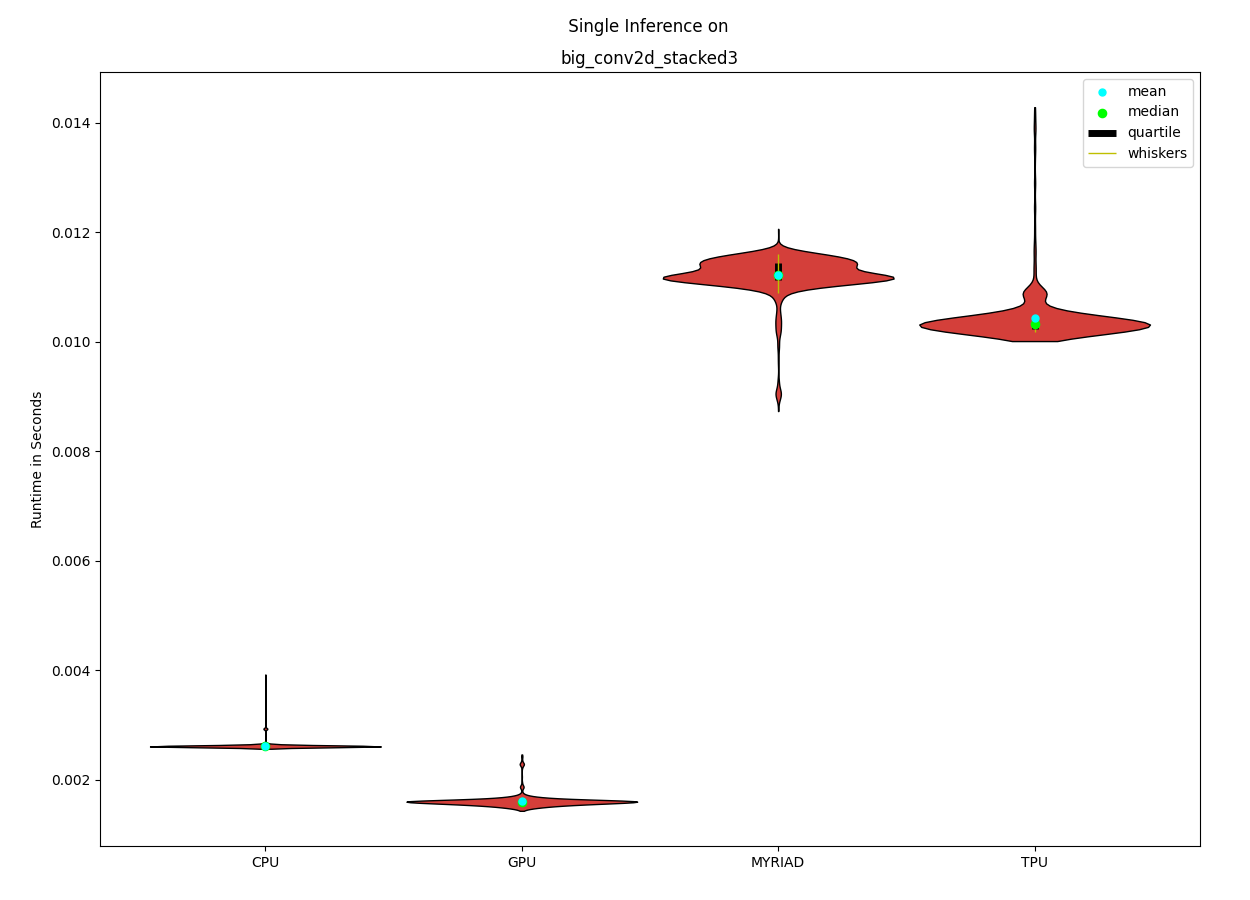 Single Inference on
big_conv2d_stacked3
mean
median
quartile
whiskers
0.014
0.012
0.010
0.008
0.006
0.004
0.002
Runtime in Seconds
CPU
GPU
MYRIAD
TPU